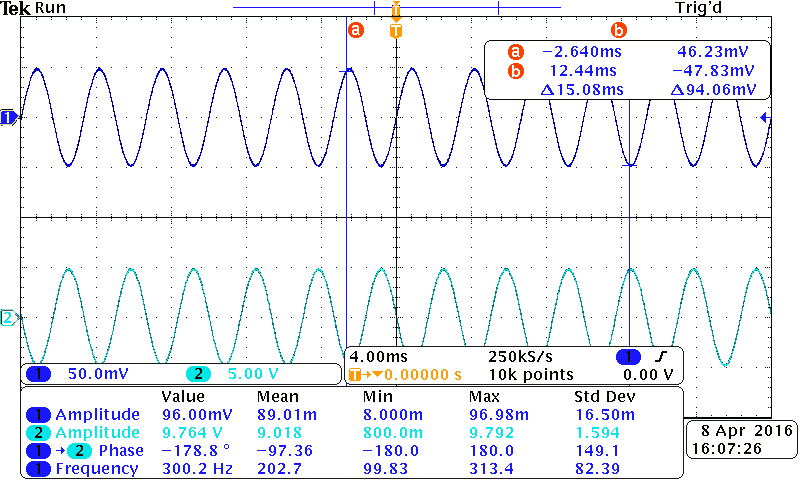 Tek Run Trig'd
T
a T b
a −2.640ms 46.23mV
b 12.44ms −47.83mV
Δ15.08ms Δ94.06mV
1
2
1 50.0mV 2 5.00 V
4.00ms 250kS/s 1
T→▼0.00000 s 10k points 0.00 V
Value Mean Min Max Std Dev
1 Amplitude 96.00mV 89.01m 8.000m 96.98m 16.50m
2 Amplitude 9.764 V 9.018 800.0m 9.792 1.594
1 → 2 Phase −178.8 ° −97.36 −180.0 180.0 149.1
1 Frequency 300.2 Hz 202.7 99.83 313.4 82.39
8 Apr 2016
16:07:26